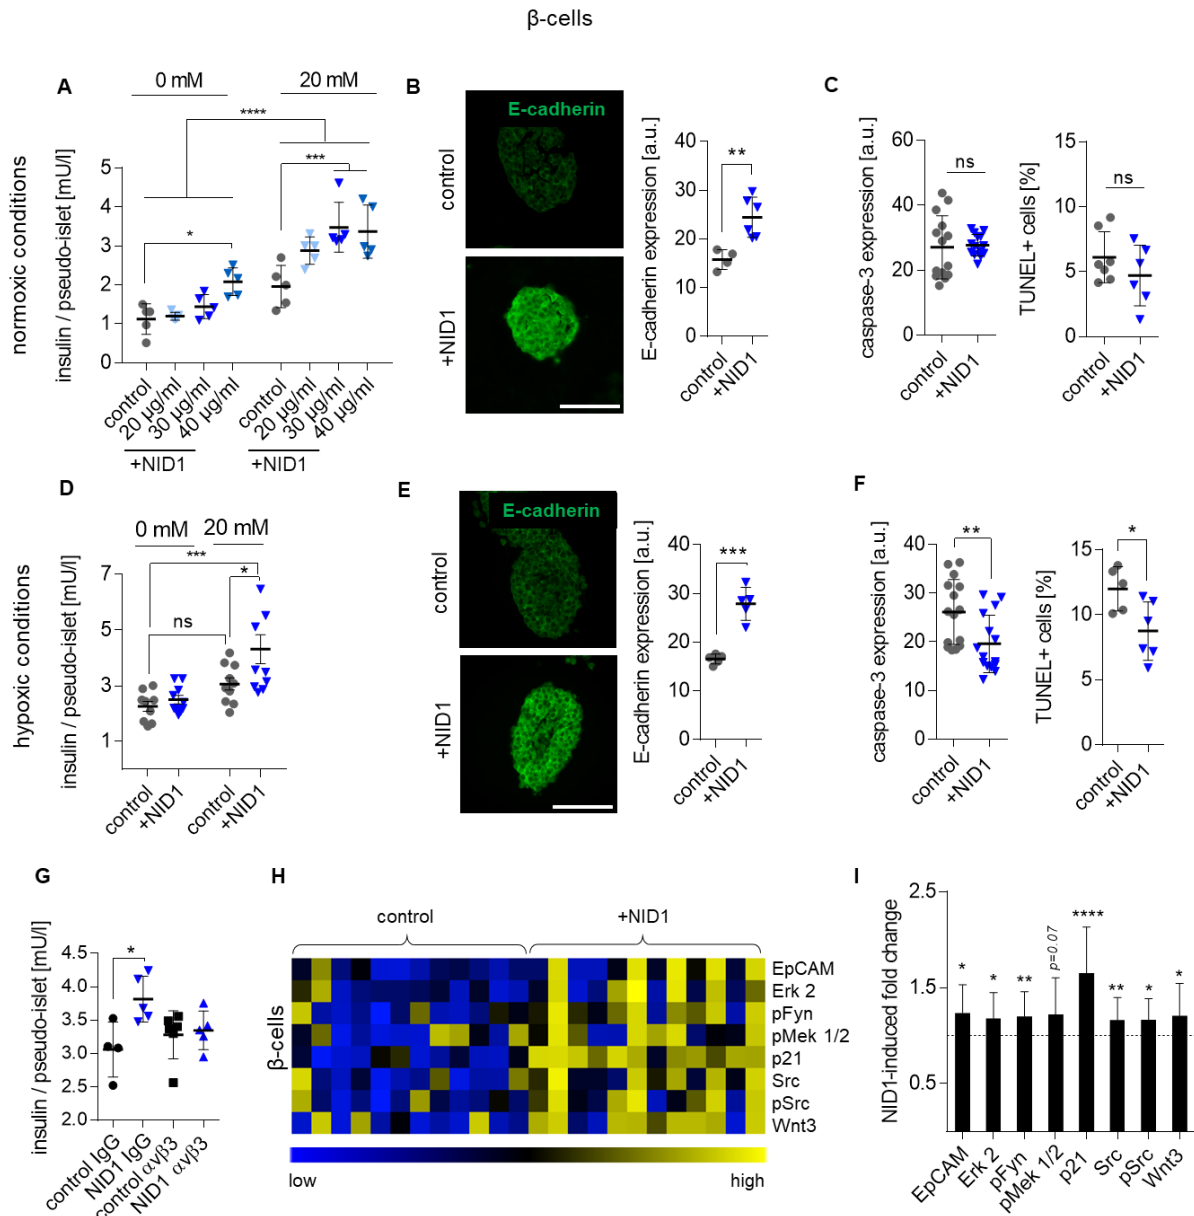 β-cells
normoxic conditions
A
0 mM
20 mM
****
***
*
insulin / pseudo-islet [mU/l]
5
4
3
2
1
0
control
20 µg/ml
30 µg/ml
40 µg/ml
control
20 µg/ml
30 µg/ml
40 µg/ml
+NID1
+NID1
B
E-cadherin
control
+NID1
E-cadherin expression [a.u.]
**
40
30
20
10
0
control
+NID1
C
caspase-3 expression [a.u.]
ns
60
40
20
0
control
+NID1
TUNEL+ cells [%]
ns
15
10
5
0
control
+NID1
hypoxic conditions
D
0 mM
20 mM
***
*
ns
insulin / pseudo-islet [mU/l]
7
5
3
1
control
+NID1
control
+NID1
E
E-cadherin
control
+NID1
E-cadherin expression [a.u.]
***
40
30
20
10
0
control
+NID1
F
caspase-3 expression [a.u.]
**
40
30
20
10
0
control
+NID1
TUNEL+ cells [%]
*
15
10
5
0
control
+NID1
G
insulin / pseudo-islet [mU/l]
*
4.5
4.0
3.5
3.0
2.5
2.0
control IgG
NID1 IgG
control αvβ3
NID1 αvβ3
H
control
+NID1
β-cells
EpCAM
Erk 2
pFyn
pMek 1/2
p21
Src
pSrc
Wnt3
low
high
I
NID1-induced fold change
2.5
1.5
0.5
*
*
**
p=0.07
****
**
*
*
EpCAM
Erk 2
pFyn
pMek 1/2
p21
Src
pSrc
Wnt3